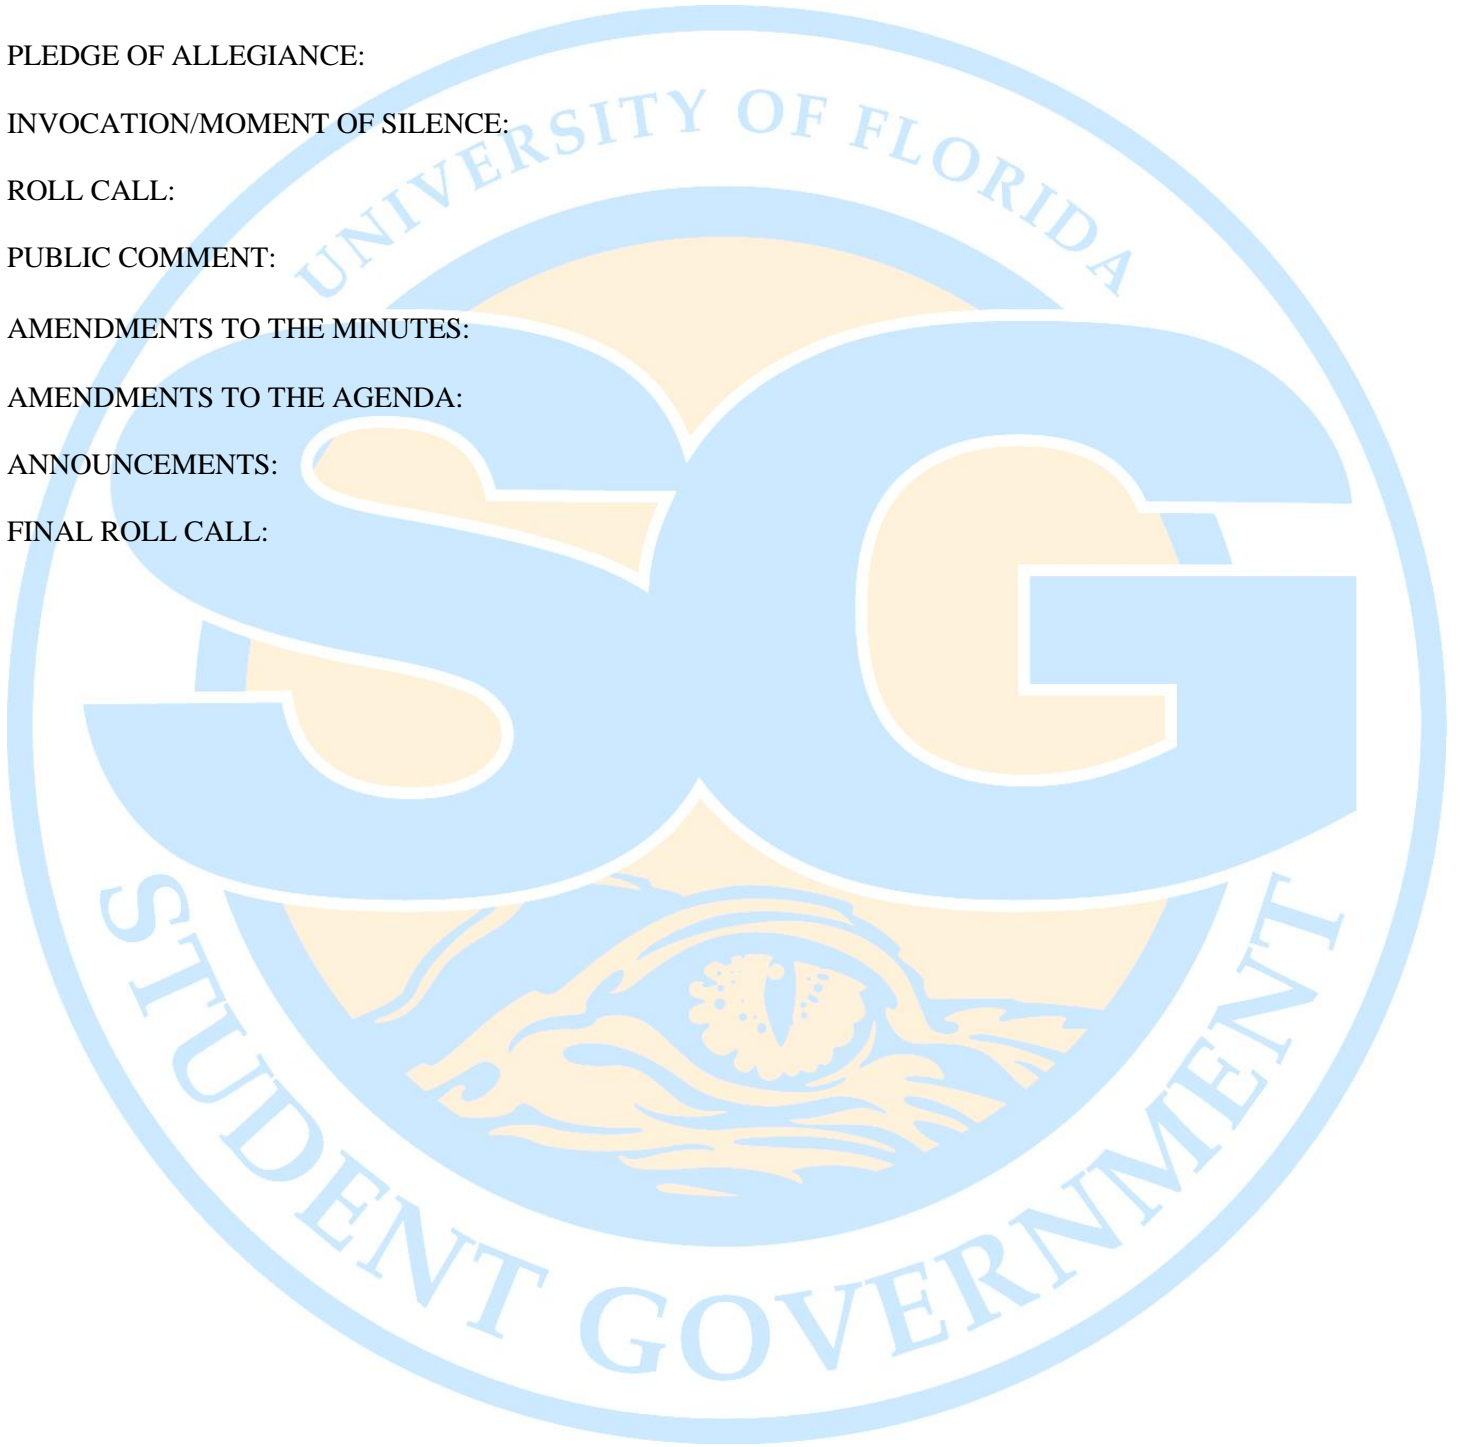 PLEDGE OF ALLEGIANCE:
INVOCATION/MOMENT OF SILENCE:
ROLL CALL:
PUBLIC COMMENT:
AMENDMENTS TO THE MINUTES:
AMENDMENTS TO THE AGENDA:
ANNOUNCEMENTS:
FINAL ROLL CALL:
UNIVERSITY OF FLORIDA
SG
STUDENT GOVERNMENT